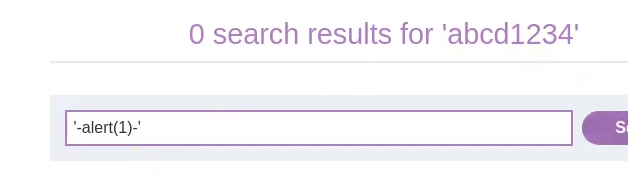 0 search results for 'abcd1234'
'-alert(1)-'